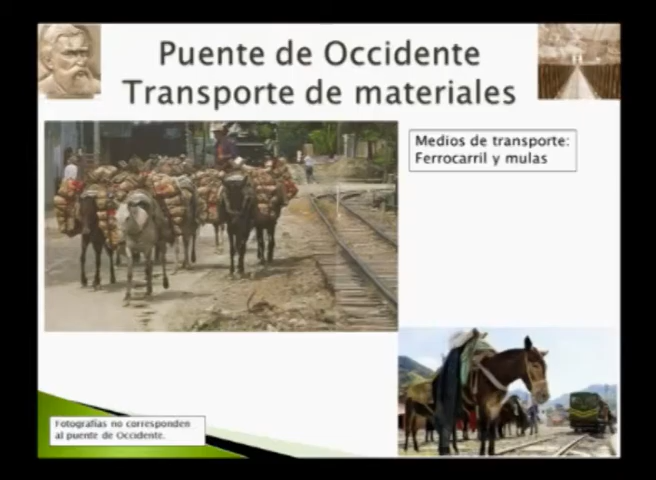 Puente de Occidente
Transporte de materiales
Medios de transporte:
Ferrocarril y mulas
Fotografías no corresponden
al puente de Occidente.